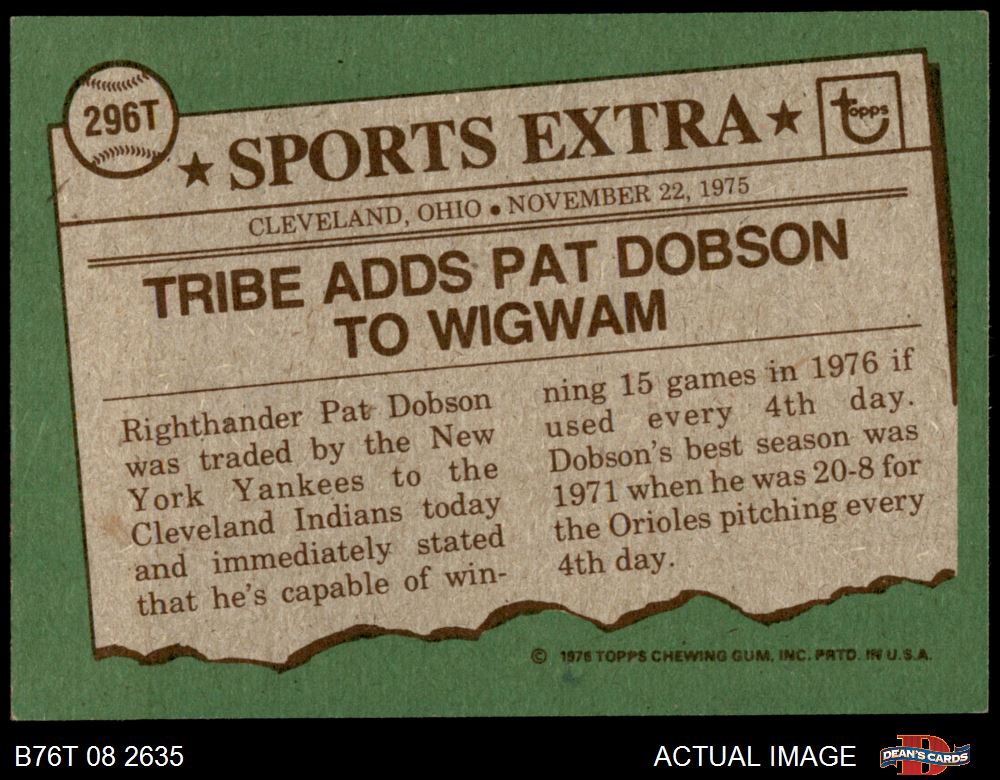 296T
★ SPORTS EXTRA ★
Topps
CLEVELAND, OHIO • NOVEMBER 22, 1975
TRIBE ADDS PAT DOBSON
TO WIGWAM
Righthander Pat Dobson
was traded by the New
York Yankees to the
Cleveland Indians today
and immediately stated
that he's capable of win-
ning 15 games in 1976 if
used every 4th day.
Dobson's best season was
1971 when he was 20-8 for
the Orioles pitching every
4th day.
© 1976 TOPPS CHEWING GUM, INC. PRTD. IN U.S.A.
B76T 08 2635
ACTUAL IMAGE
DEAN'S CARDS